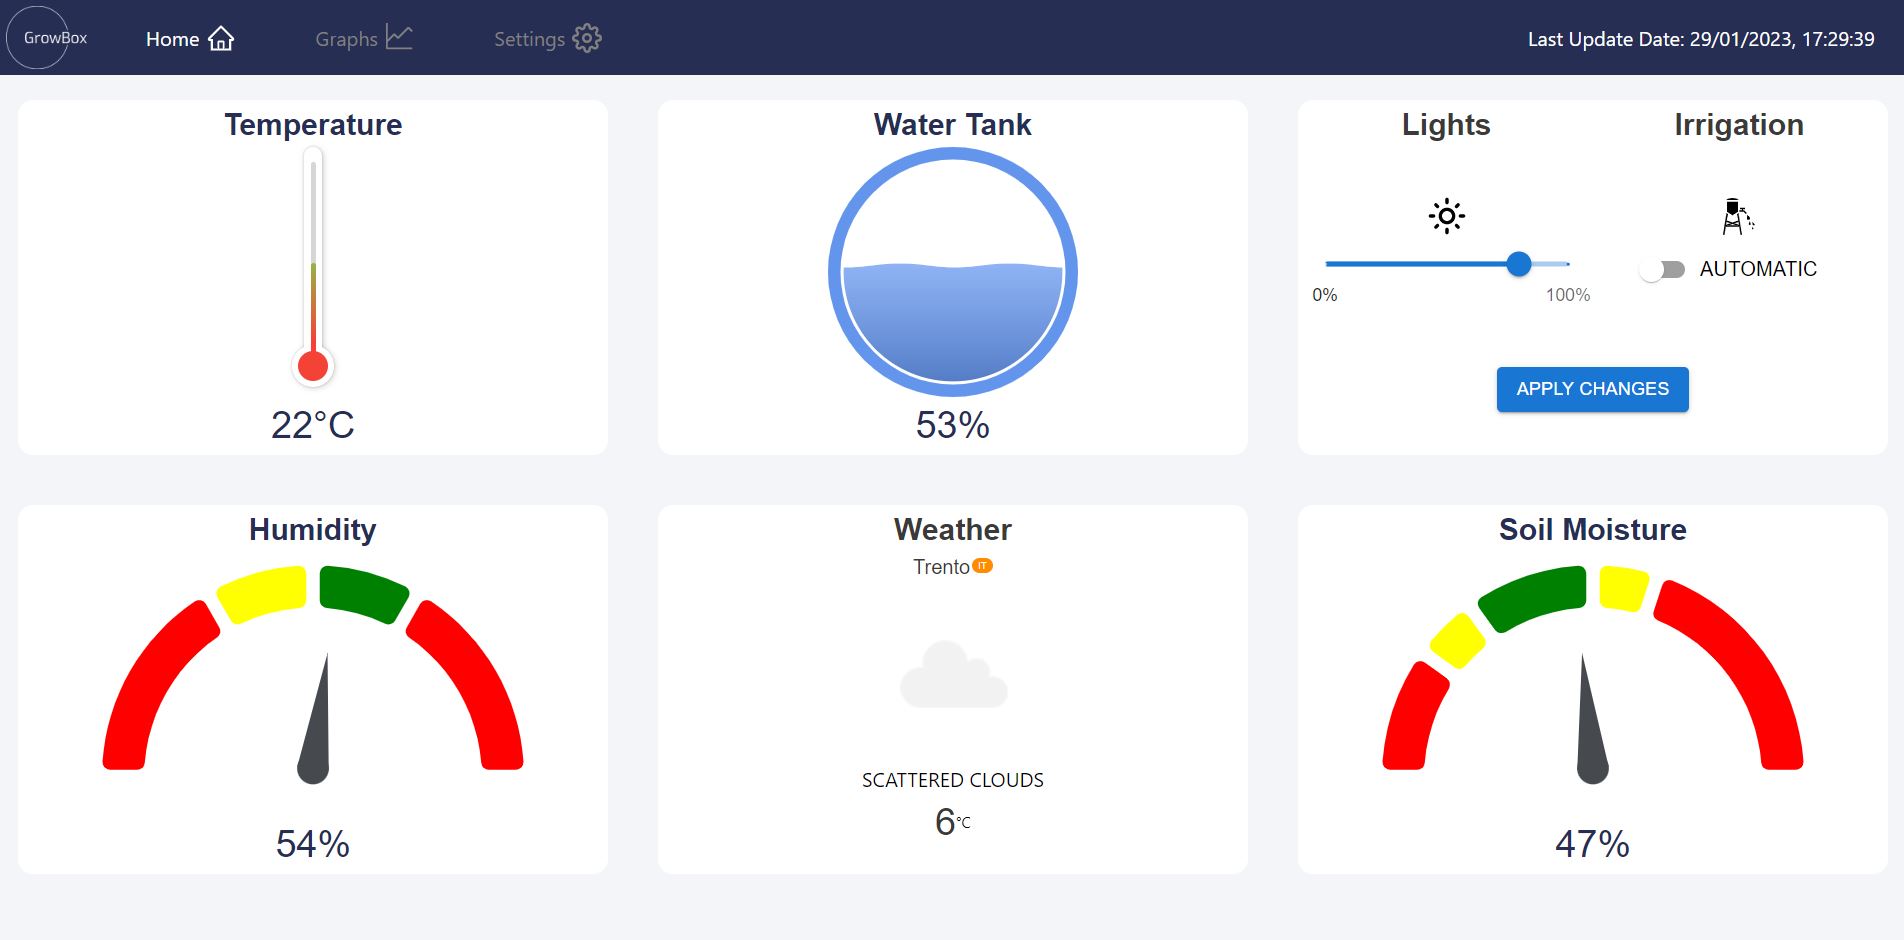 GrowBox
Home
Graphs
Settings
Last Update Date: 29/01/2023, 17:29:39
Temperature
22°C
Water Tank
53%
Lights
Irrigation
0%
100%
AUTOMATIC
APPLY CHANGES
Humidity
54%
Weather
Trento IT
SCATTERED CLOUDS
6°C
Soil Moisture
47%